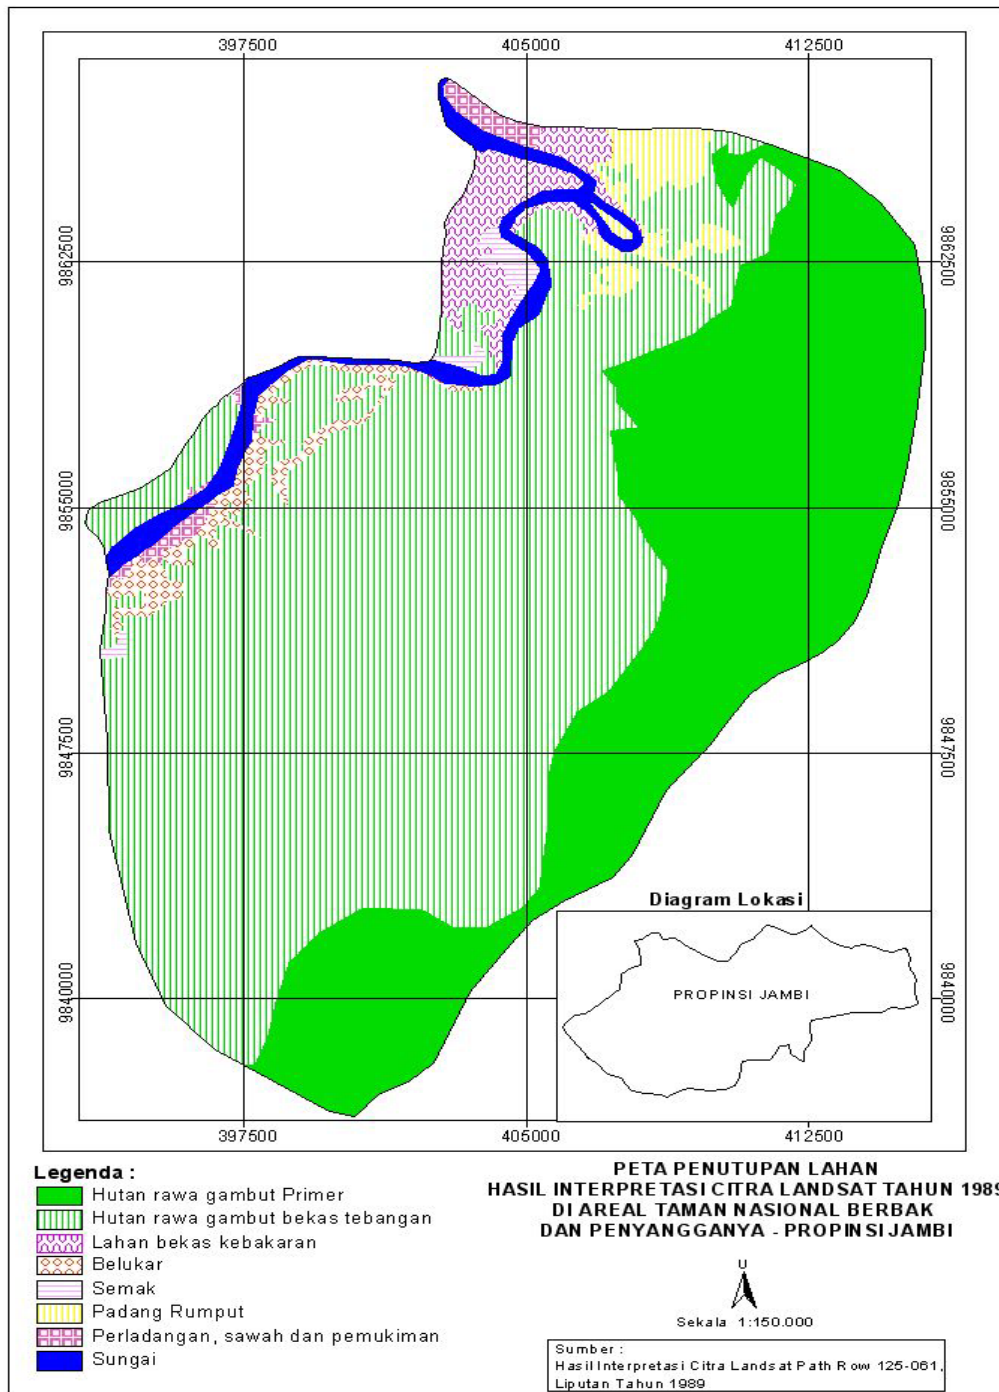 397500 405000 412500
9862500 9862500
9855000 9855000
9847500 9847500
9840000 9840000
Diagram Lokasi
PROPINSI JAMBI
397500 405000 412500
Legenda :
Hutan rawa gambut Primer
Hutan rawa gambut bekas tebangan
Lahan bekas kebakaran
Belukar
Semak
Padang Rumput
Perladangan, sawah dan pemukiman
Sungai
PETA PENUTUPAN LAHAN
HASIL INTERPRETASI CITRA LANDSAT TAHUN 1989
DI AREAL TAMAN NASIONAL BERBAK
DAN PENYANGGANYA - PROPINSI JAMBI
U
Sekala 1:150.000
Sumber :
Hasil Interpretasi Citra Landsat Path Row 125-061,
Liputan Tahun 1989